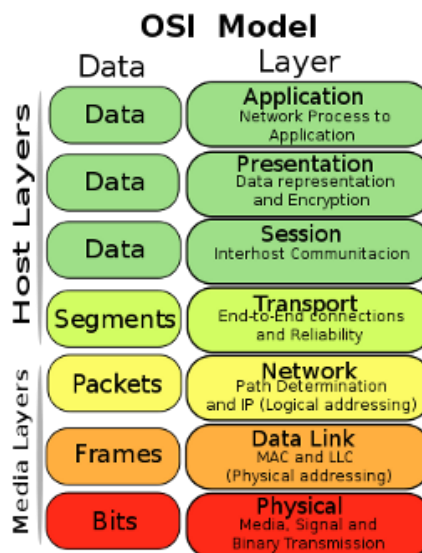 OSI Model
Data
Layer
Host Layers
Data
Application
Network Process to
Application
Data
Presentation
Data representation
and Encryption
Data
Session
Interhost Communitacion
Segments
Transport
End-to-End connections
and Reliability
Media Layers
Packets
Network
Path Determination
and IP (Logical addressing)
Frames
Data Link
MAC and LLC
(Physical addressing)
Bits
Physical
Media, Signal and
Binary Transmission